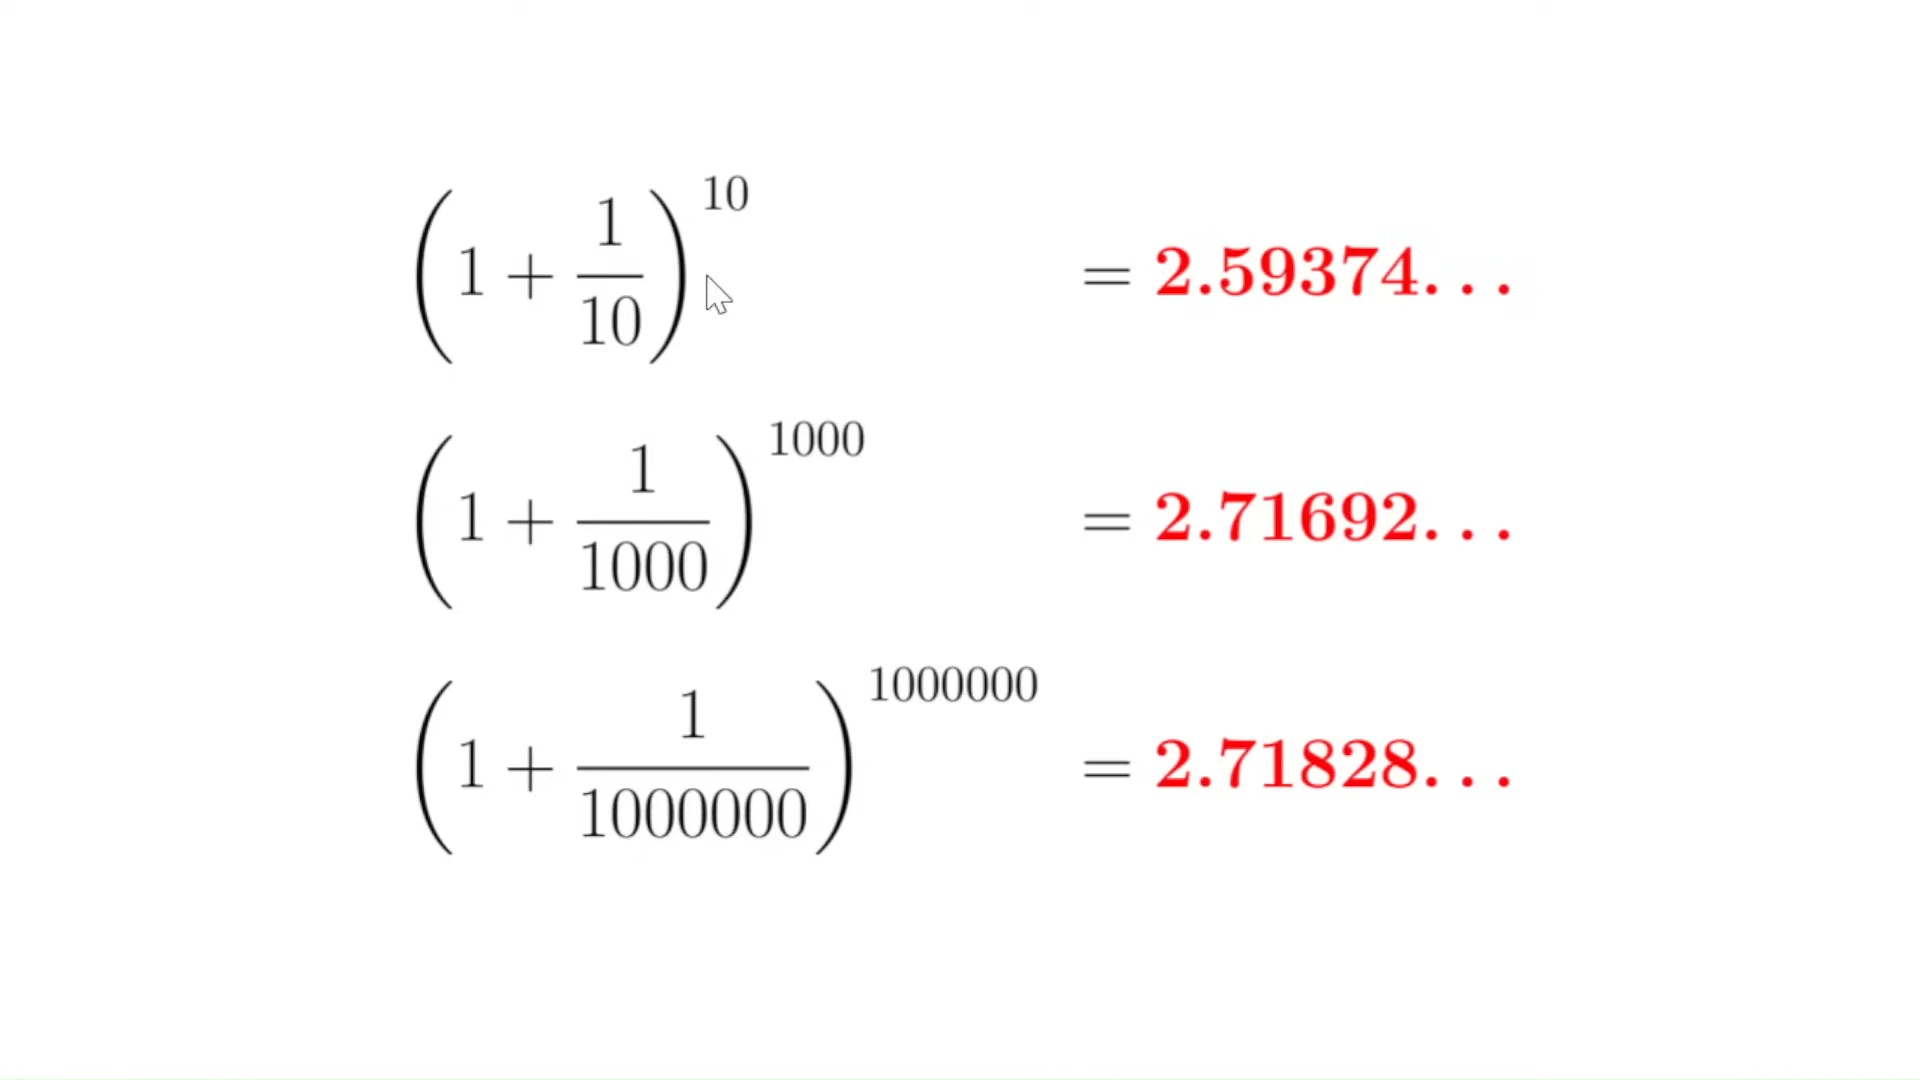 (1 + 1/10)^10 = 2.59374...
(1 + 1/1000)^1000 = 2.71692...
(1 + 1/1000000)^1000000 = 2.71828...